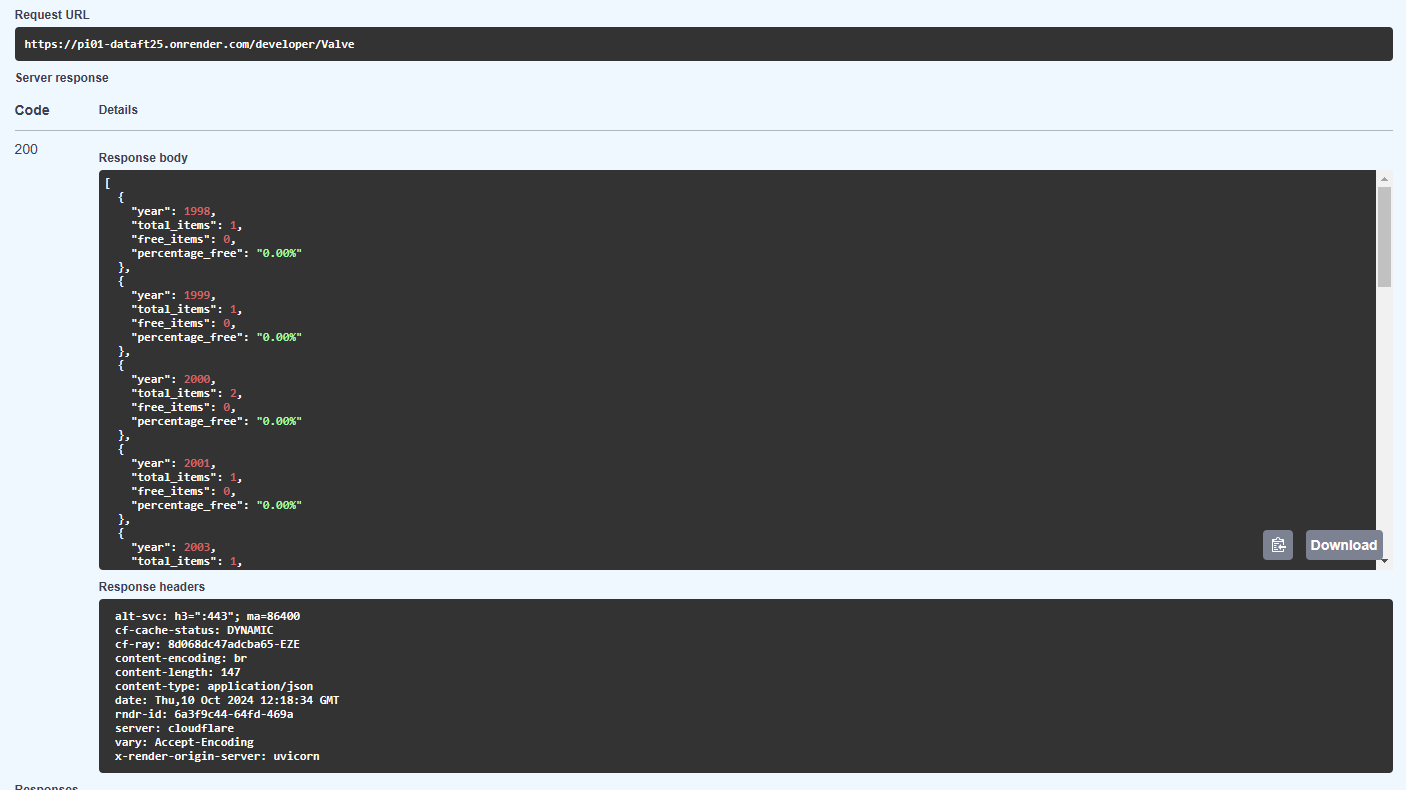 Request URL
https://pi01-dataft25.onrender.com/developer/Valve
Server response
Code Details
200
Response body
[
  {
    "year": 1998,
    "total_items": 1,
    "free_items": 0,
    "percentage_free": "0.00%"
  },
  {
    "year": 1999,
    "total_items": 1,
    "free_items": 0,
    "percentage_free": "0.00%"
  },
  {
    "year": 2000,
    "total_items": 2,
    "free_items": 0,
    "percentage_free": "0.00%"
  },
  {
    "year": 2001,
    "total_items": 1,
    "free_items": 0,
    "percentage_free": "0.00%"
  },
  {
    "year": 2003,
    "total_items": 1,
Download
Response headers
alt-svc: h3=":443"; ma=86400
cf-cache-status: DYNAMIC
cf-ray: 8d068dc47adcba65-EZE
content-encoding: br
content-length: 147
content-type: application/json
date: Thu,10 Oct 2024 12:18:34 GMT
rndr-id: 6a3f9c44-64fd-469a
server: cloudflare
vary: Accept-Encoding
x-render-origin-server: uvicorn
Responses